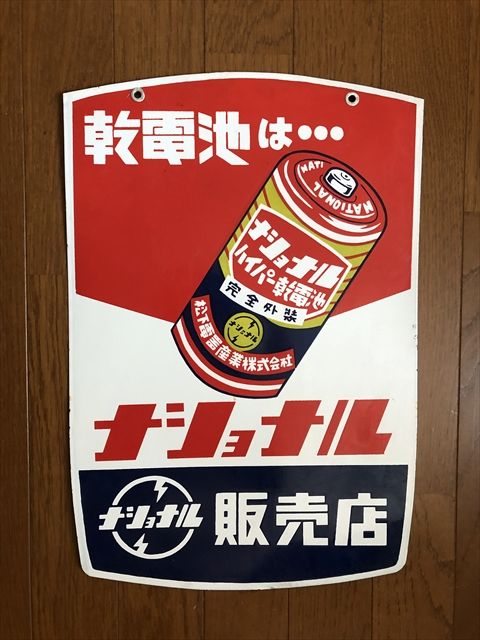 乾電池は…
NATIONAL
NATI
ナショナル
ハイパー乾電池
完全外装
ナショナル
松下電器産業株式会社
ナショナル
ナショナル 販売店